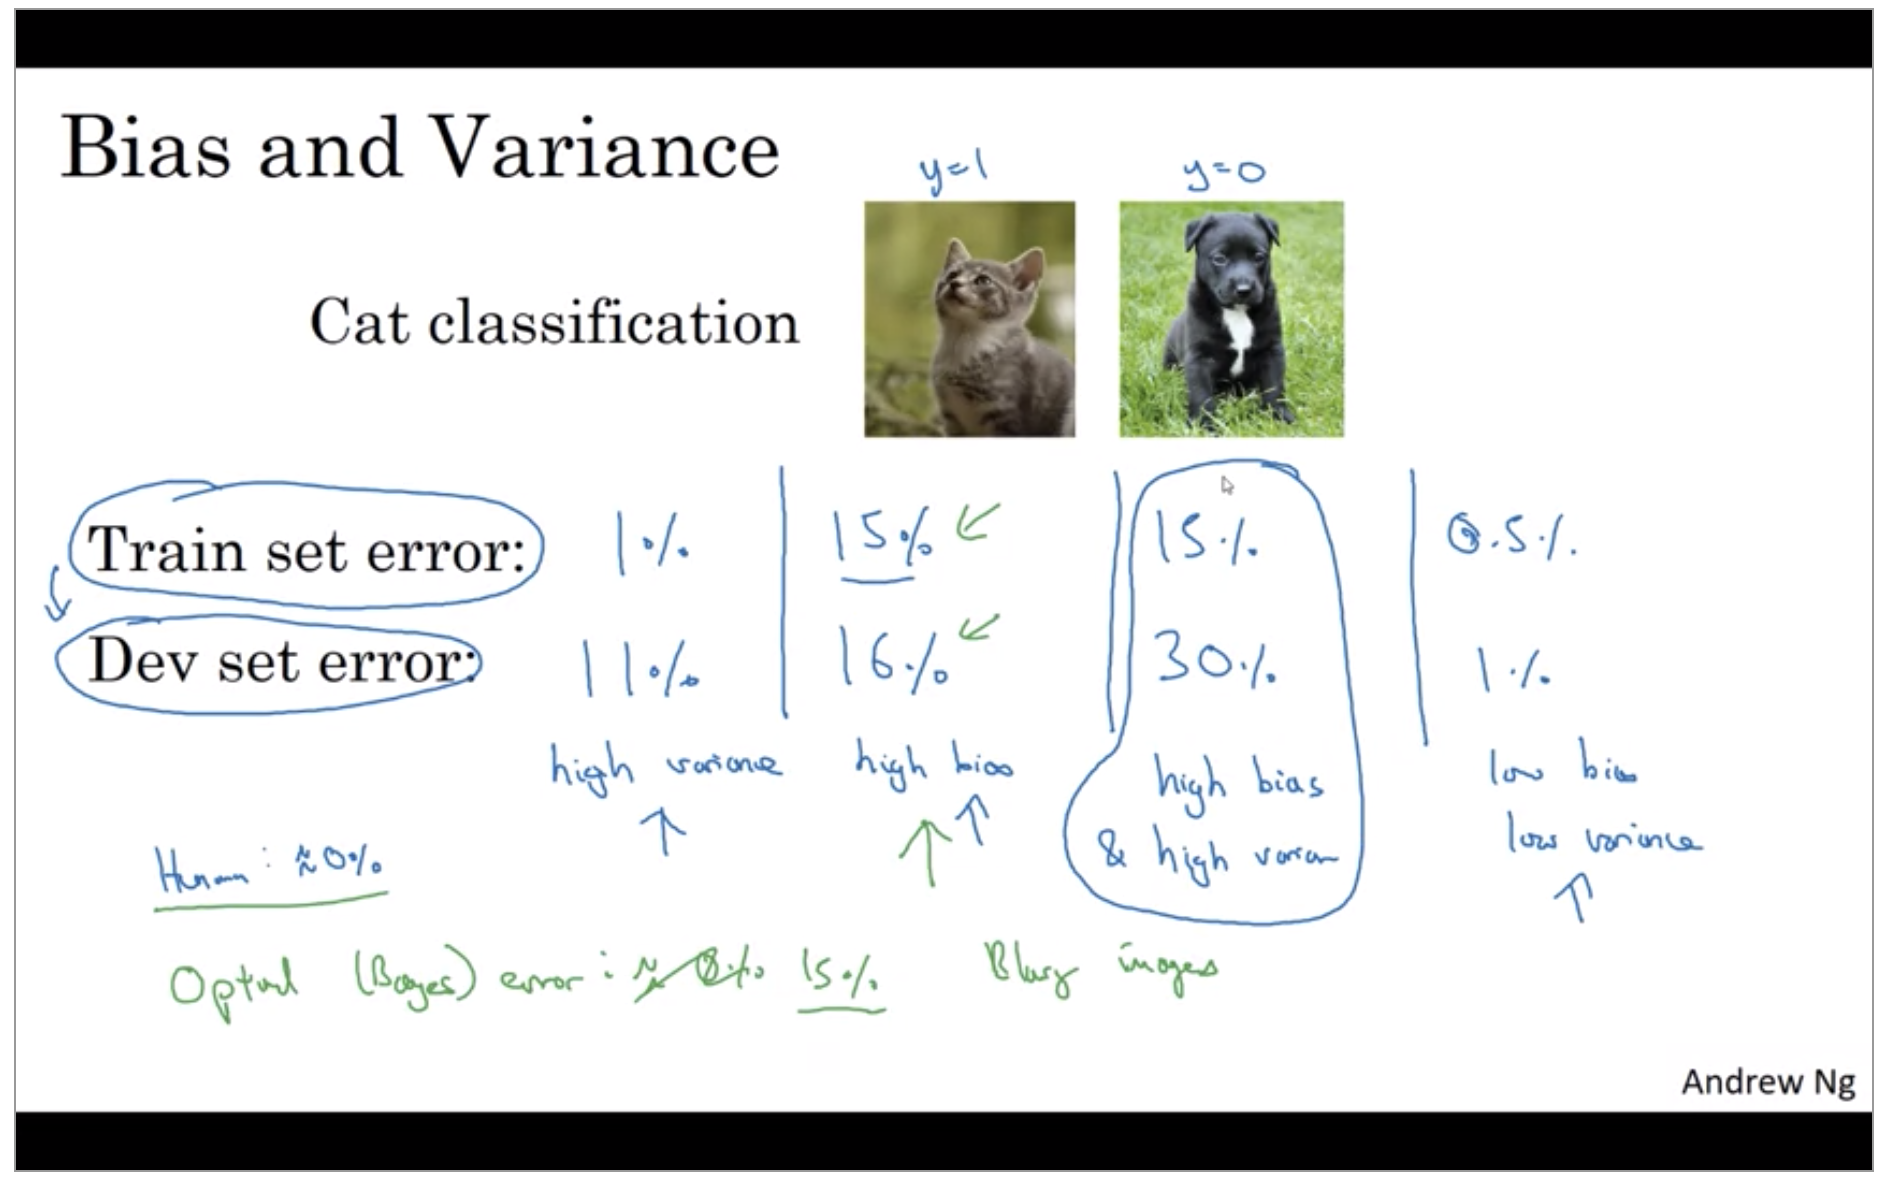 Bias and Variance
y=1 y=0
Cat classification
Train set error: 1% 15% 15% 0.5%
Dev set error: 11% 16% 30% 1%
high variance high bias high bias low bias
& high varian low variance
Human: ≈0%
Optimal (Bayes) error: ≈0% 15% Blurry images
Andrew Ng